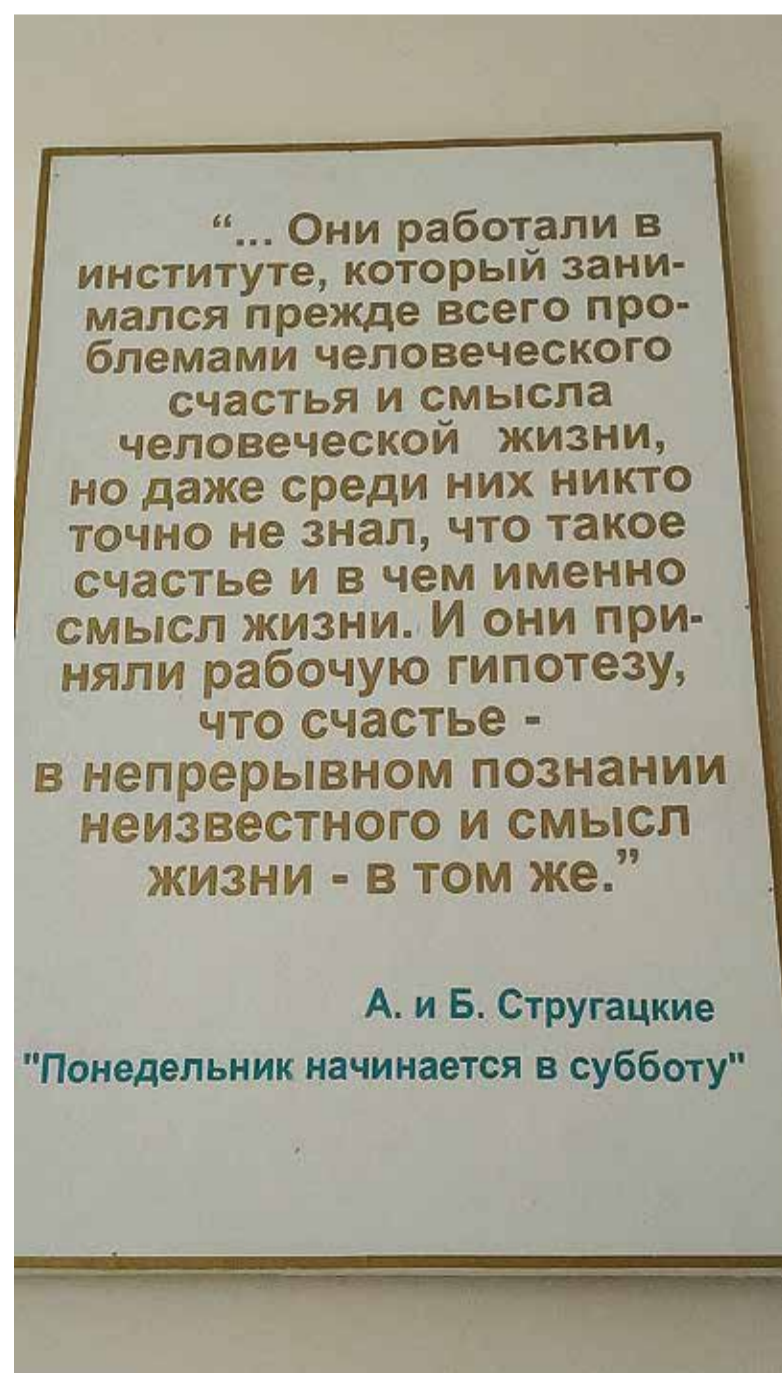 “... Они работали в
институте, который зани-
мался прежде всего про-
блемами человеческого
счастья и смысла
человеческой жизни,
но даже среди них никто
точно не знал, что такое
счастье и в чем именно
смысл жизни. И они при-
няли рабочую гипотезу,
что счастье -
в непрерывном познании
неизвестного и смысл
жизни - в том же.”
А. и Б. Стругацкие
"Понедельник начинается в субботу"